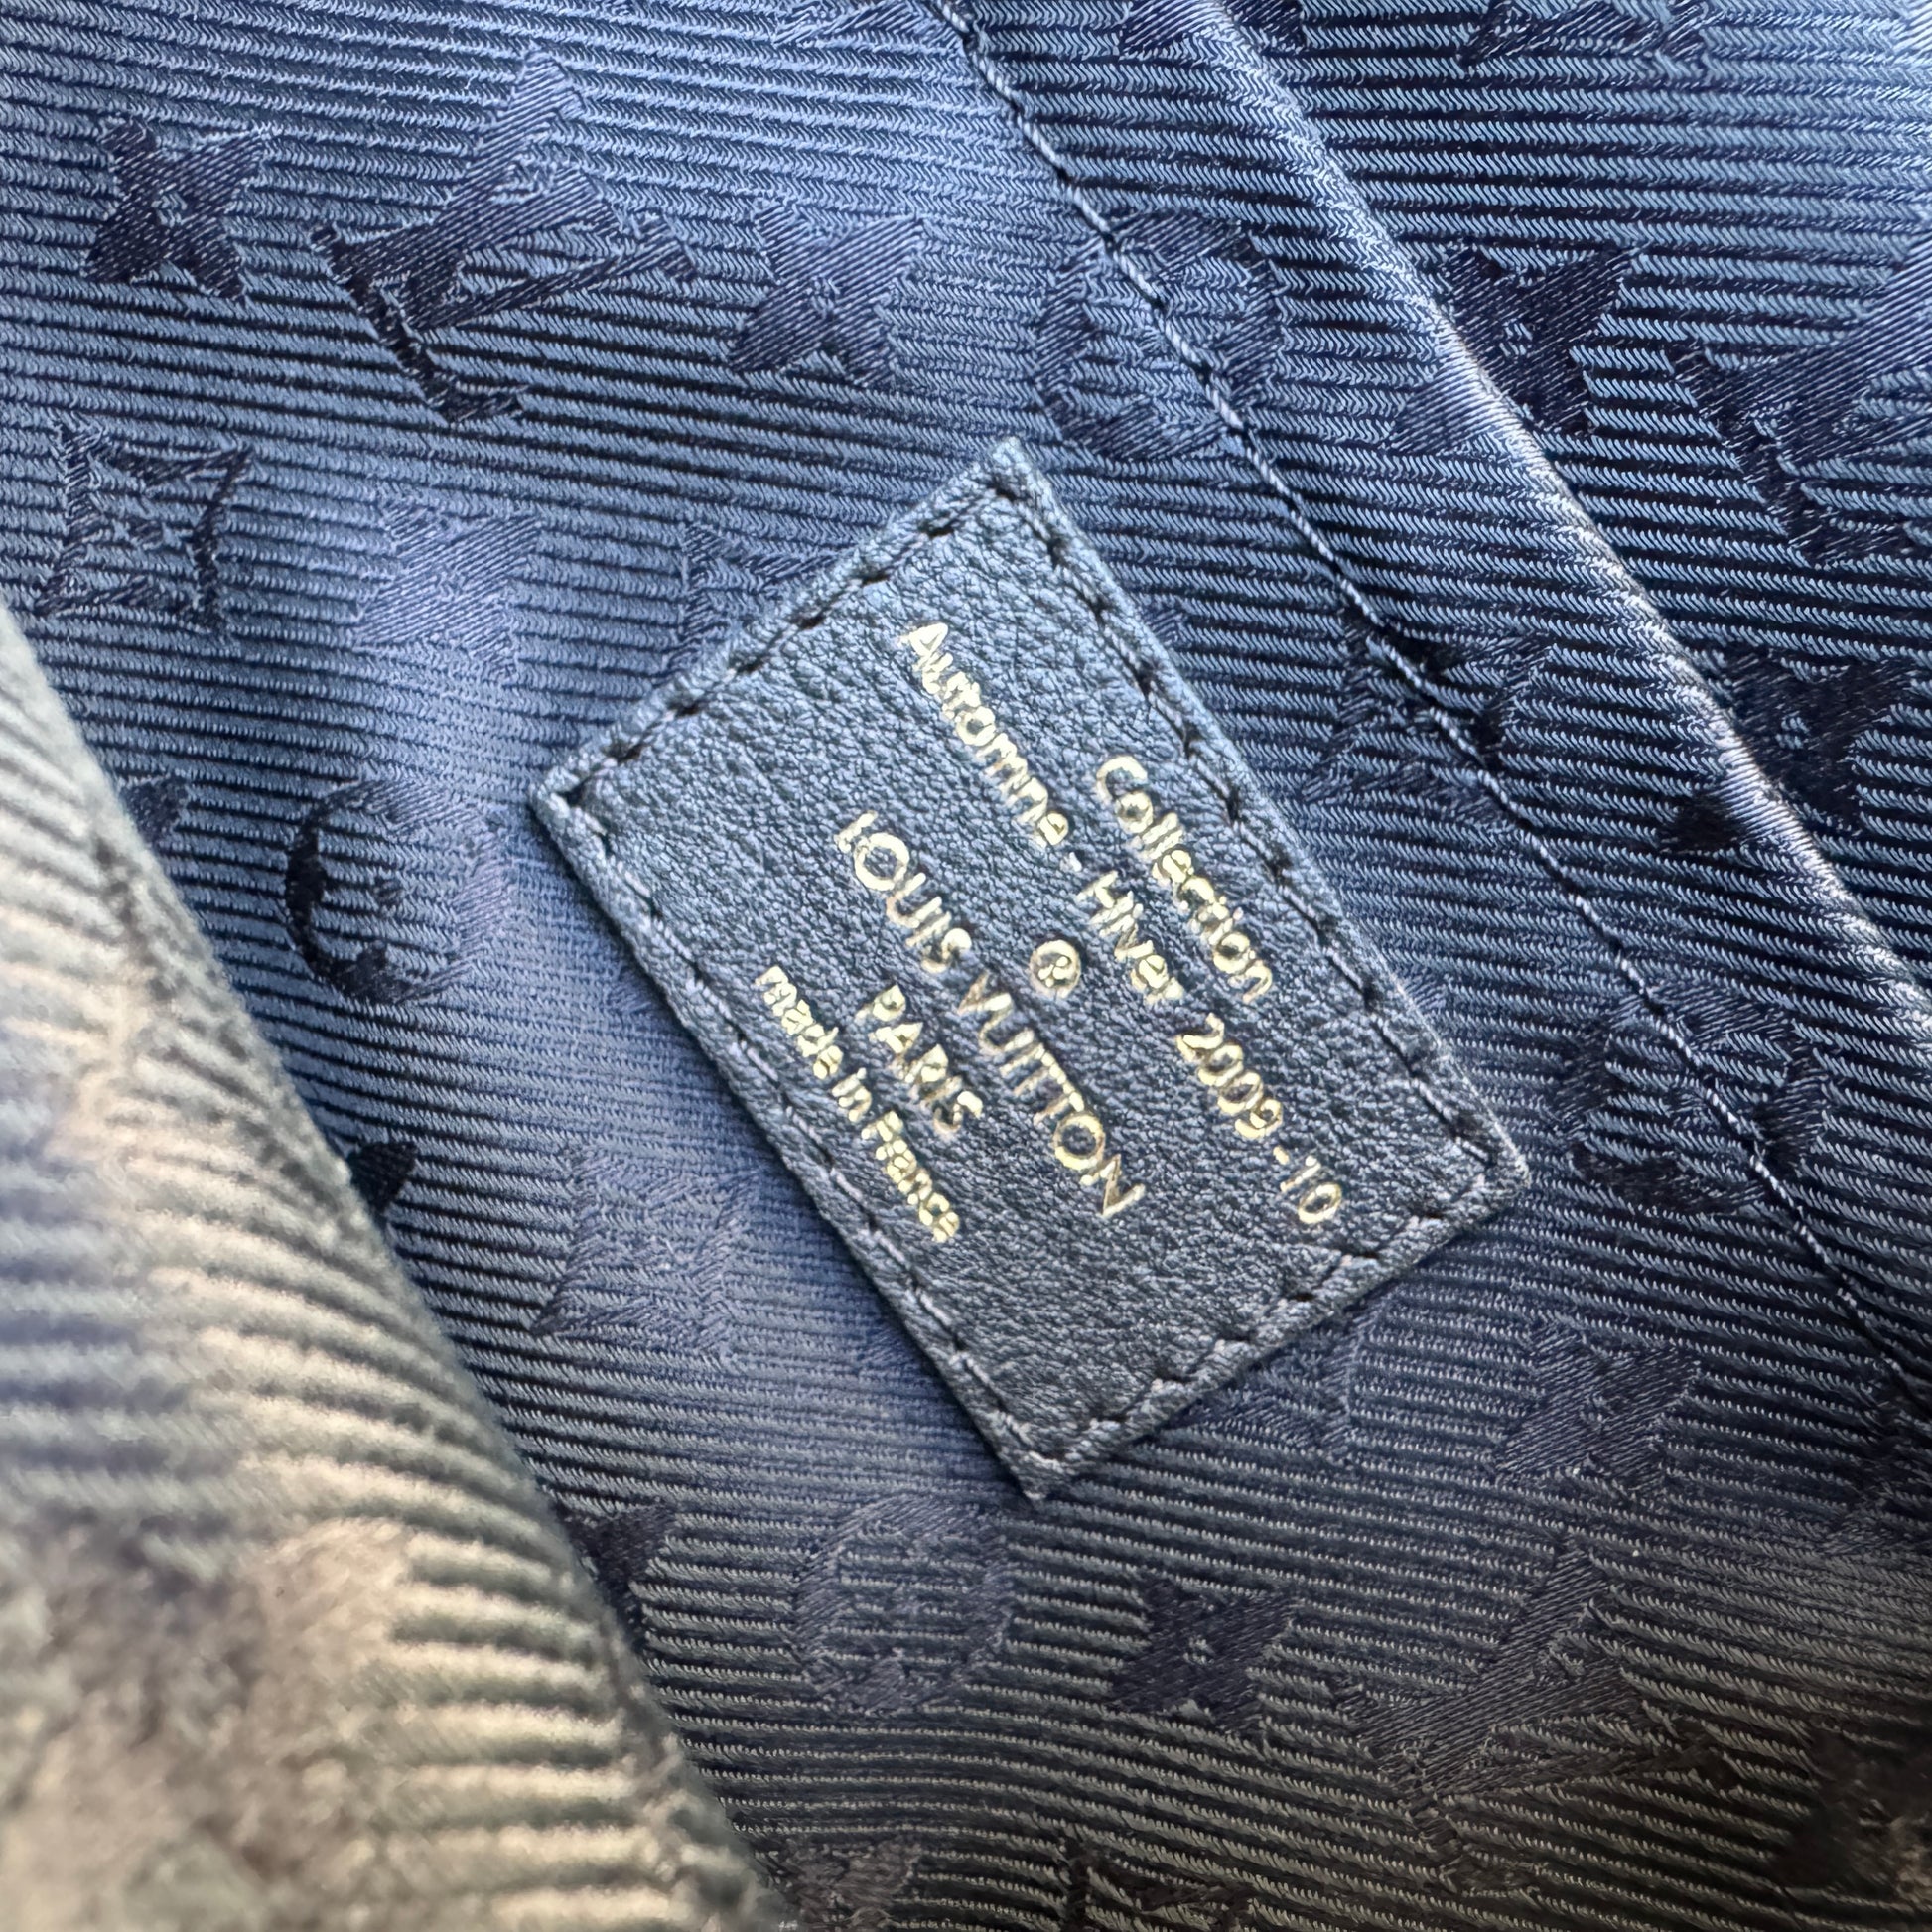 Collection
Automne - Hiver 2009 - 10
®
LOUIS VUITTON
PARIS
made in France